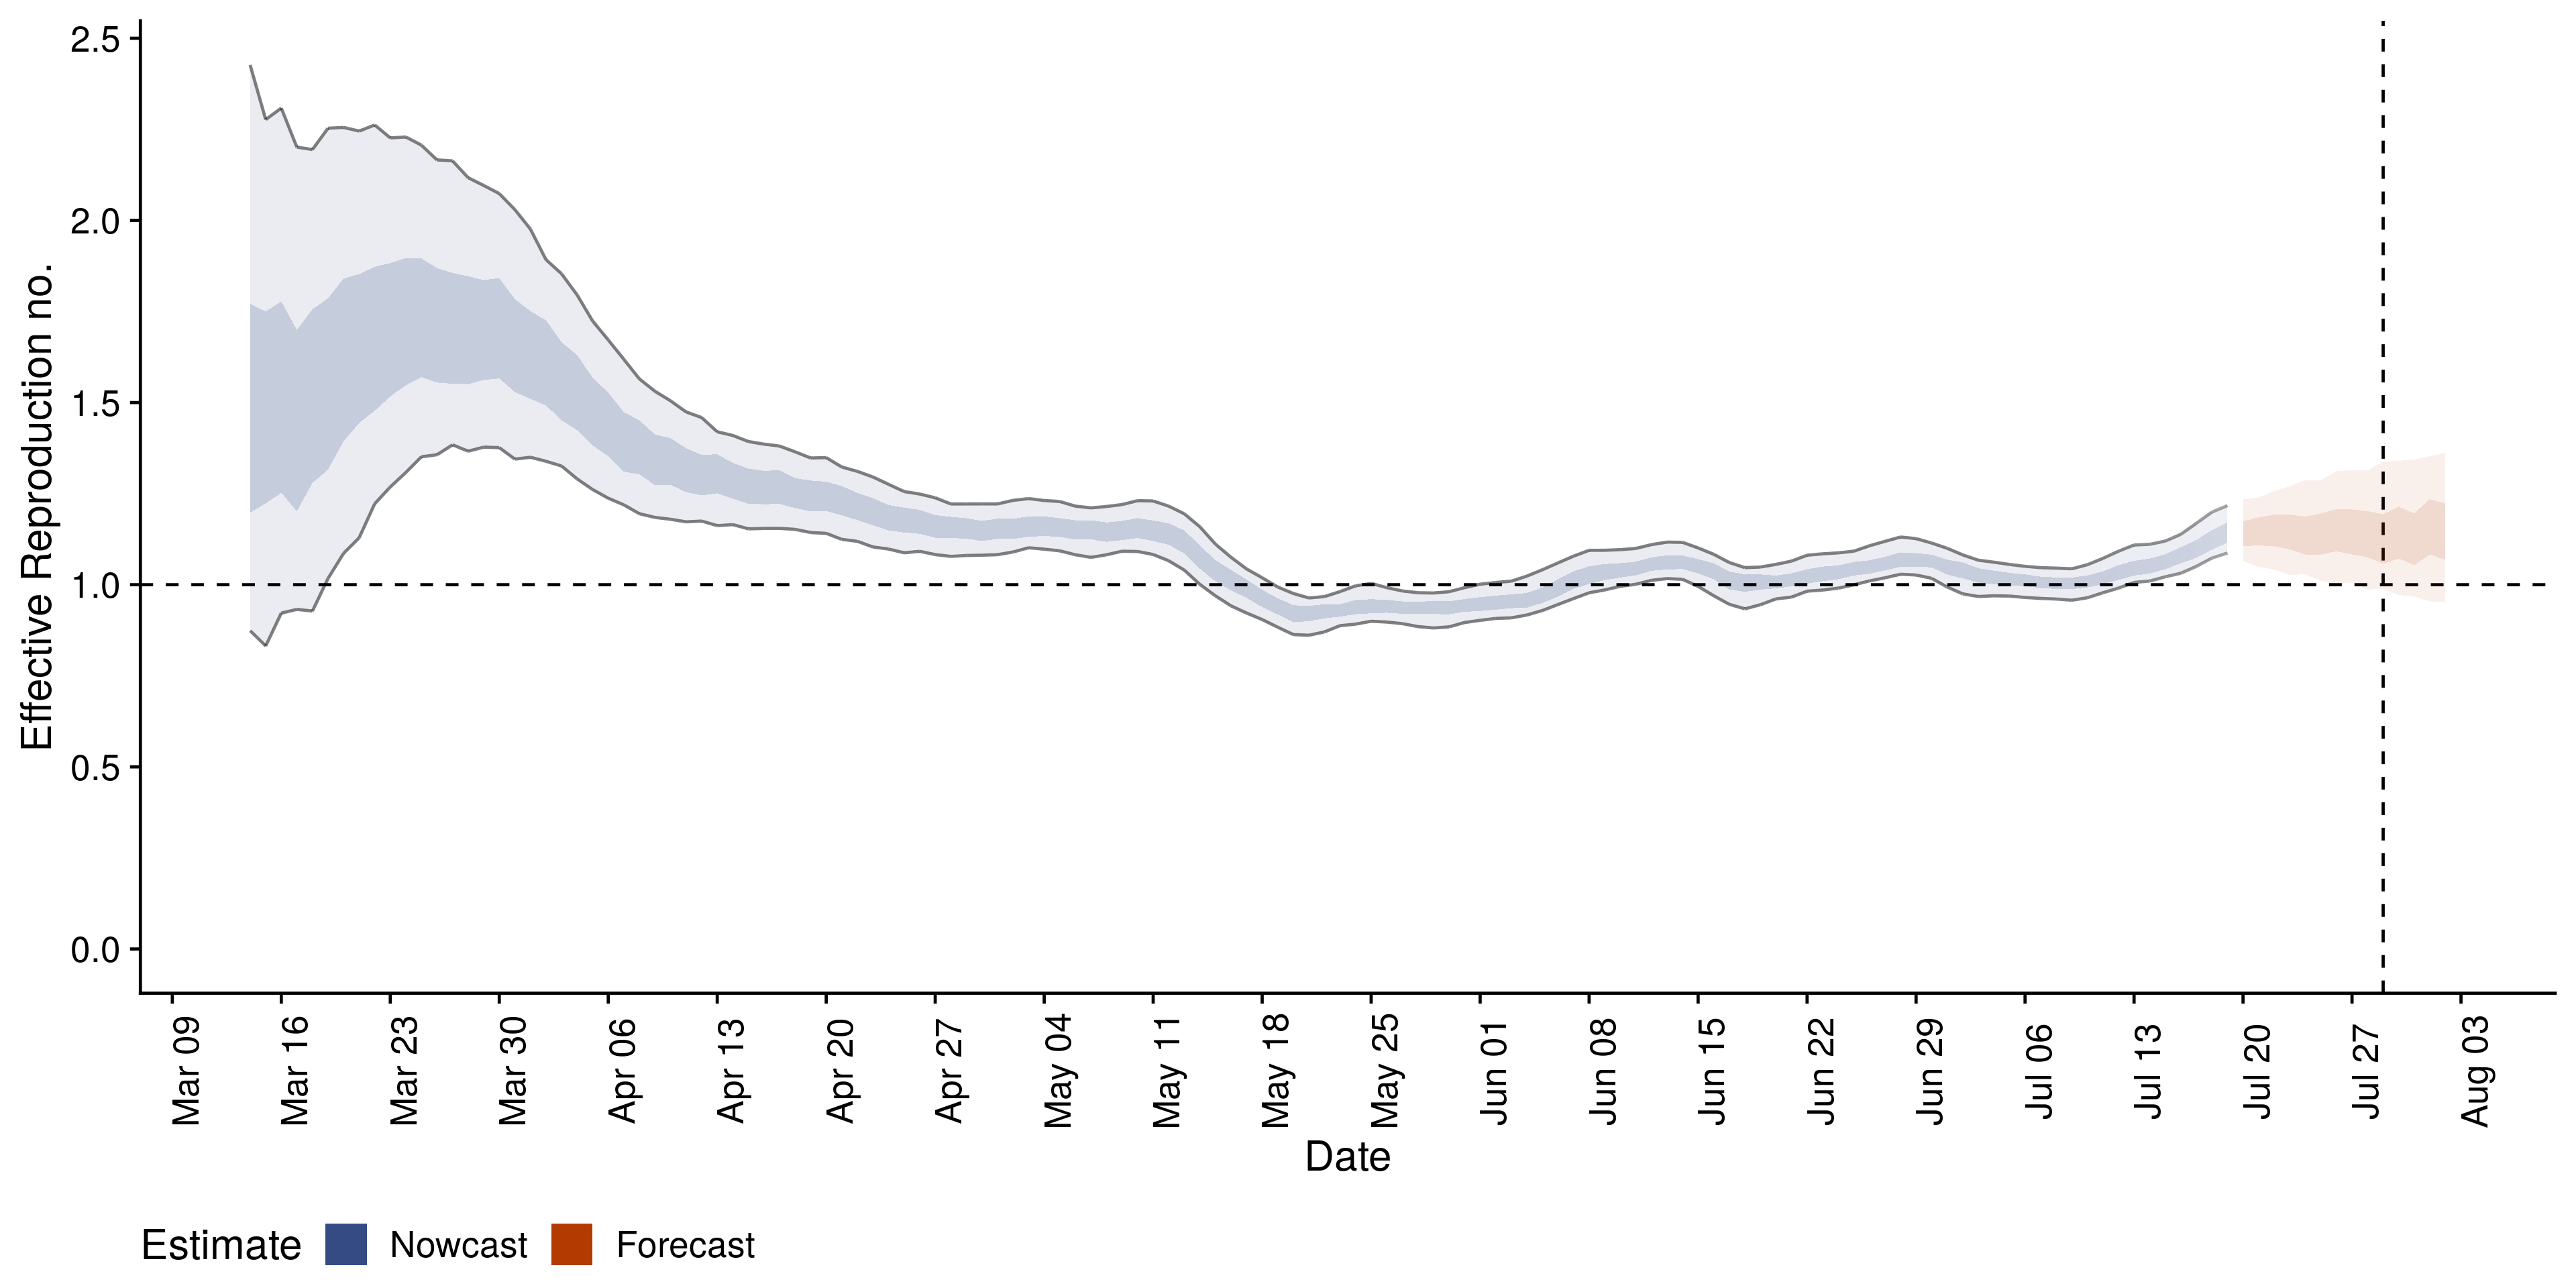 2.5
2.0
1.5
1.0
0.5
0.0
Effective Reproduction no.
Mar 09
Mar 16
Mar 23
Mar 30
Apr 06
Apr 13
Apr 20
Apr 27
May 04
May 11
May 18
May 25
Jun 01
Jun 08
Jun 15
Jun 22
Jun 29
Jul 06
Jul 13
Jul 20
Jul 27
Aug 03
Date
Estimate Nowcast Forecast